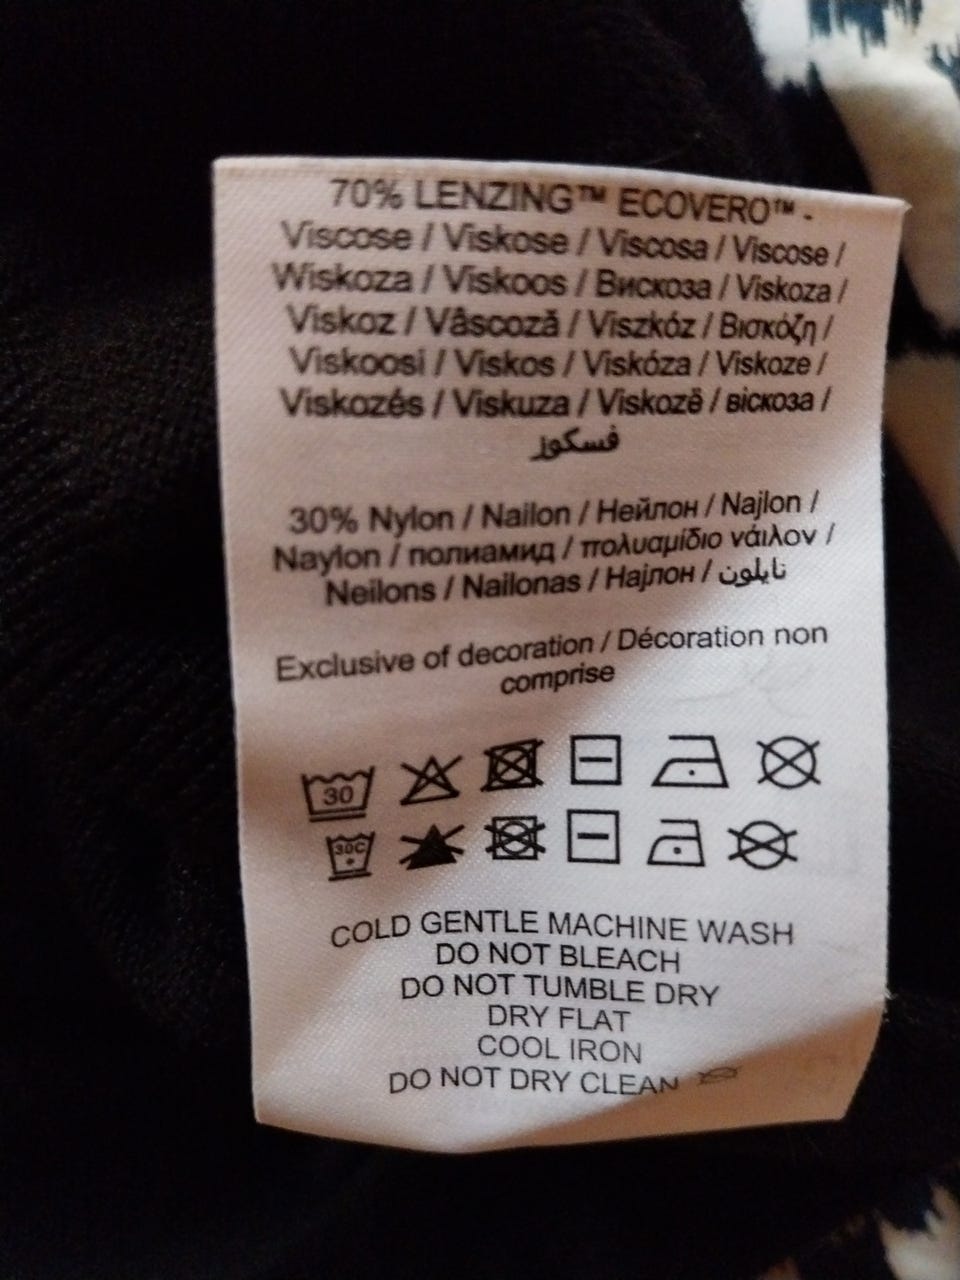 70% LENZING™ ECOVERO™ -
Viscose / Viskose / Viscosa / Viscose /
Wiskoza / Viskoos / Вискоза / Viskoza /
Viskoz / Vâscoză / Viszkóz / Βισκόζη /
Viskoosi / Viskos / Viskóza / Viskoze /
Viskozés / Viskuza / Viskozë / віскоза /
فسكوز
30% Nylon / Nailon / Нейлон / Najlon /
Naylon / полиамид / πολυαμίδιο νάιλον /
Neilons / Nailonas / Најлон / نايلون
Exclusive of decoration / Décoration non
comprise
30
30C
COLD GENTLE MACHINE WASH
DO NOT BLEACH
DO NOT TUMBLE DRY
DRY FLAT
COOL IRON
DO NOT DRY CLEAN